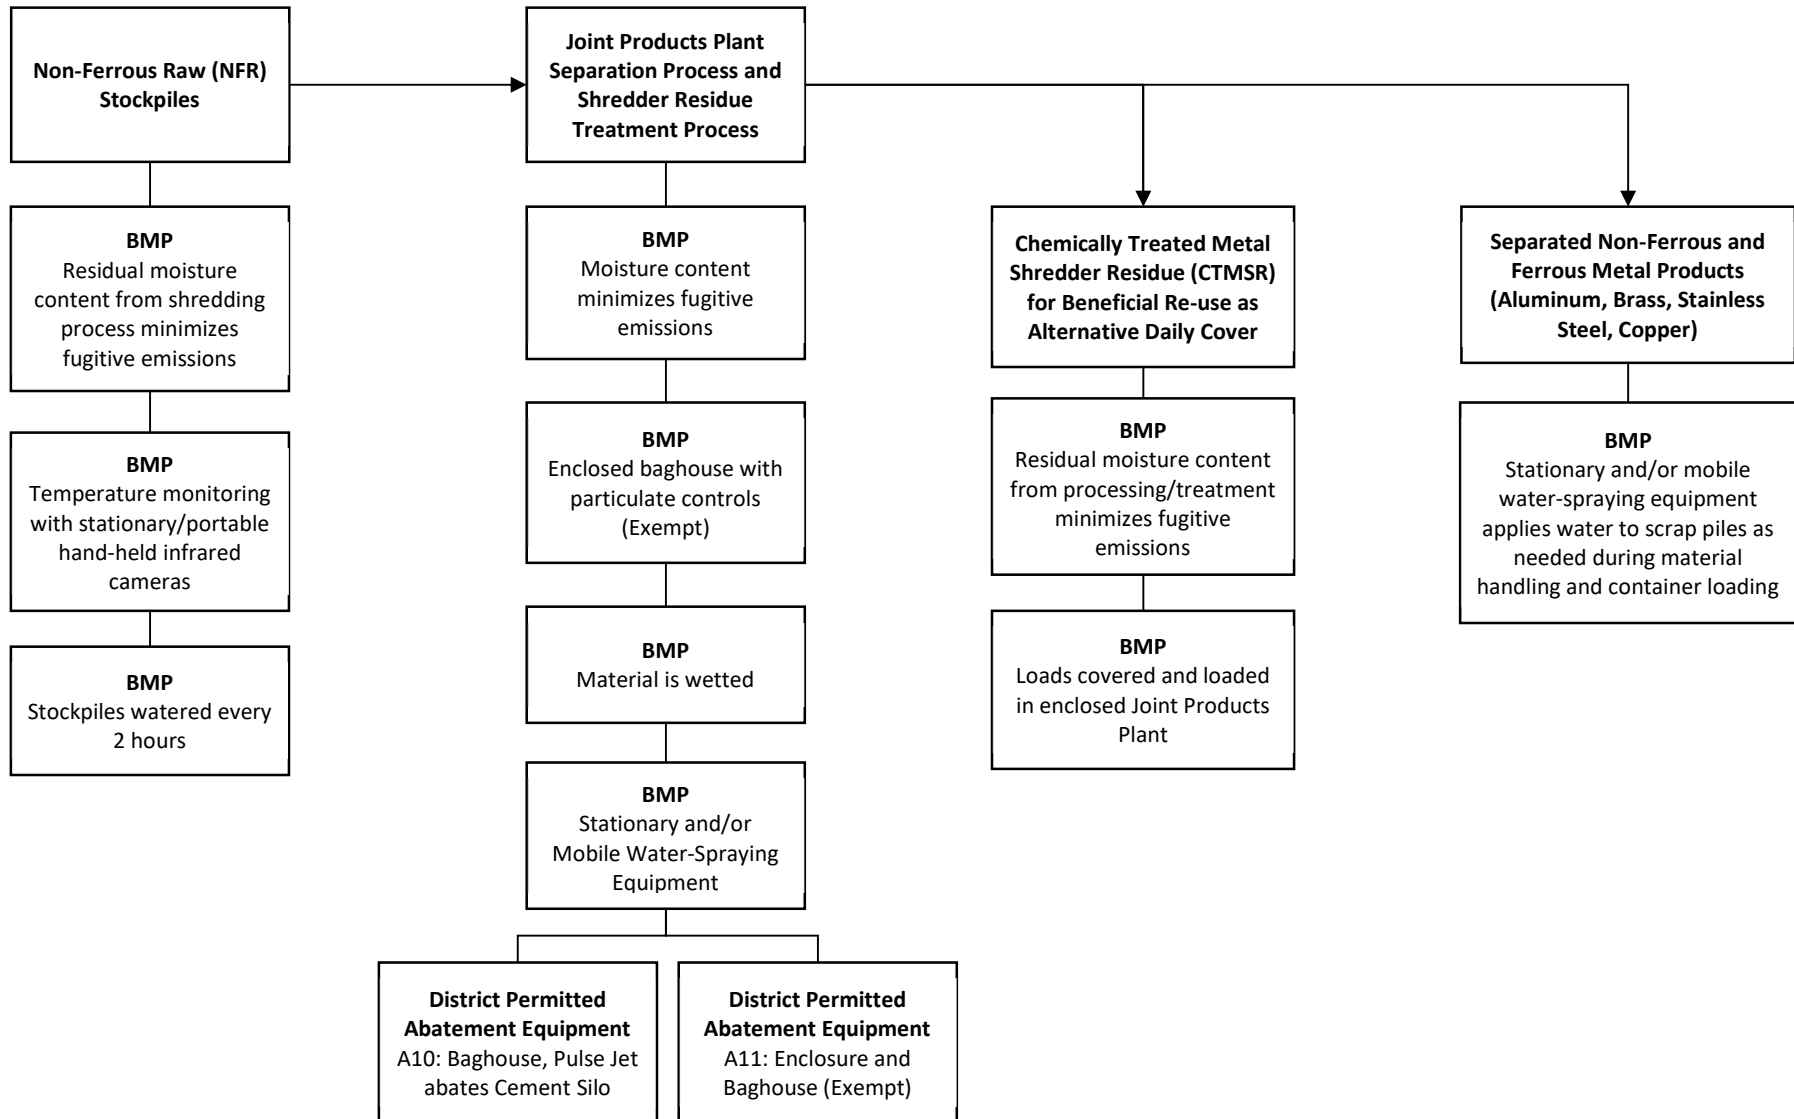 Non-Ferrous Raw (NFR)
Stockpiles
Joint Products Plant
Separation Process and
Shredder Residue
Treatment Process
BMP
Residual moisture
content from shredding
process minimizes
fugitive emissions
BMP
Moisture content
minimizes fugitive
emissions
Chemically Treated Metal
Shredder Residue (CTMSR)
for Beneficial Re-use as
Alternative Daily Cover
Separated Non-Ferrous and
Ferrous Metal Products
(Aluminum, Brass, Stainless
Steel, Copper)
BMP
Temperature monitoring
with stationary/portable
hand-held infrared
cameras
BMP
Enclosed baghouse with
particulate controls
(Exempt)
BMP
Residual moisture content
from processing/treatment
minimizes fugitive
emissions
BMP
Stationary and/or mobile
water-spraying equipment
applies water to scrap piles as
needed during material
handling and container loading
BMP
Stockpiles watered every
2 hours
BMP
Material is wetted
BMP
Loads covered and loaded
in enclosed Joint Products
Plant
BMP
Stationary and/or
Mobile Water-Spraying
Equipment
District Permitted
Abatement Equipment
A10: Baghouse, Pulse Jet
abates Cement Silo
District Permitted
Abatement Equipment
A11: Enclosure and
Baghouse (Exempt)